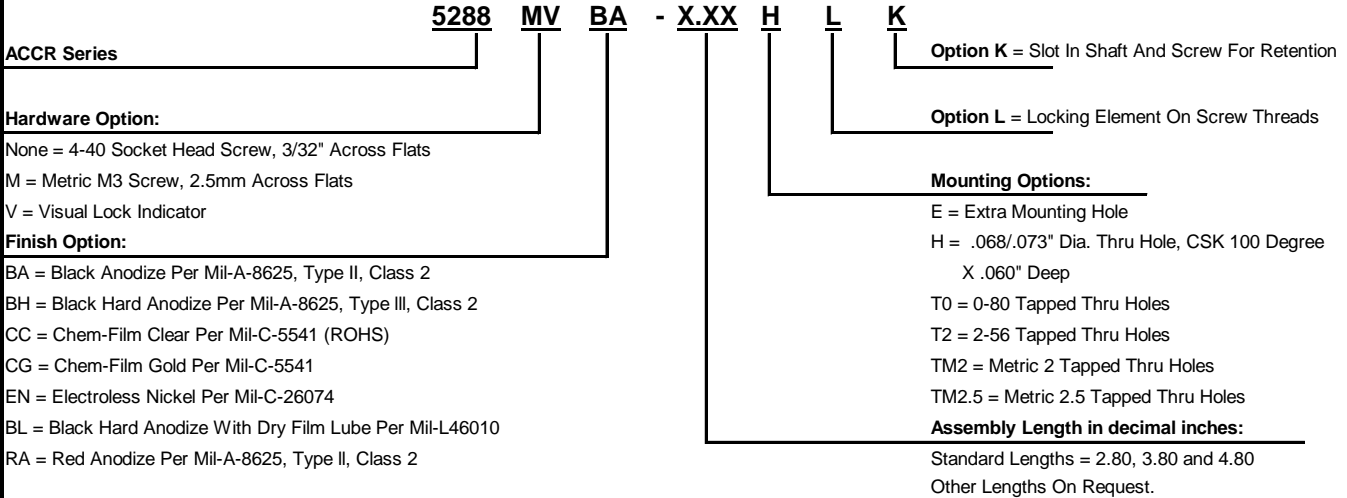 5288 MV BA - X.XX H L K
ACCR Series
Hardware Option:
None = 4-40 Socket Head Screw, 3/32" Across Flats
M = Metric M3 Screw, 2.5mm Across Flats
V = Visual Lock Indicator
Finish Option:
BA = Black Anodize Per Mil-A-8625, Type II, Class 2
BH = Black Hard Anodize Per Mil-A-8625, Type III, Class 2
CC = Chem-Film Clear Per Mil-C-5541 (ROHS)
CG = Chem-Film Gold Per Mil-C-5541
EN = Electroless Nickel Per Mil-C-26074
BL = Black Hard Anodize With Dry Film Lube Per Mil-L46010
RA = Red Anodize Per Mil-A-8625, Type II, Class 2
Option K = Slot In Shaft And Screw For Retention
Option L = Locking Element On Screw Threads
Mounting Options:
E = Extra Mounting Hole
H = .068/.073" Dia. Thru Hole, CSK 100 Degree
X .060" Deep
T0 = 0-80 Tapped Thru Holes
T2 = 2-56 Tapped Thru Holes
TM2 = Metric 2 Tapped Thru Holes
TM2.5 = Metric 2.5 Tapped Thru Holes
Assembly Length in decimal inches:
Standard Lengths = 2.80, 3.80 and 4.80
Other Lengths On Request.